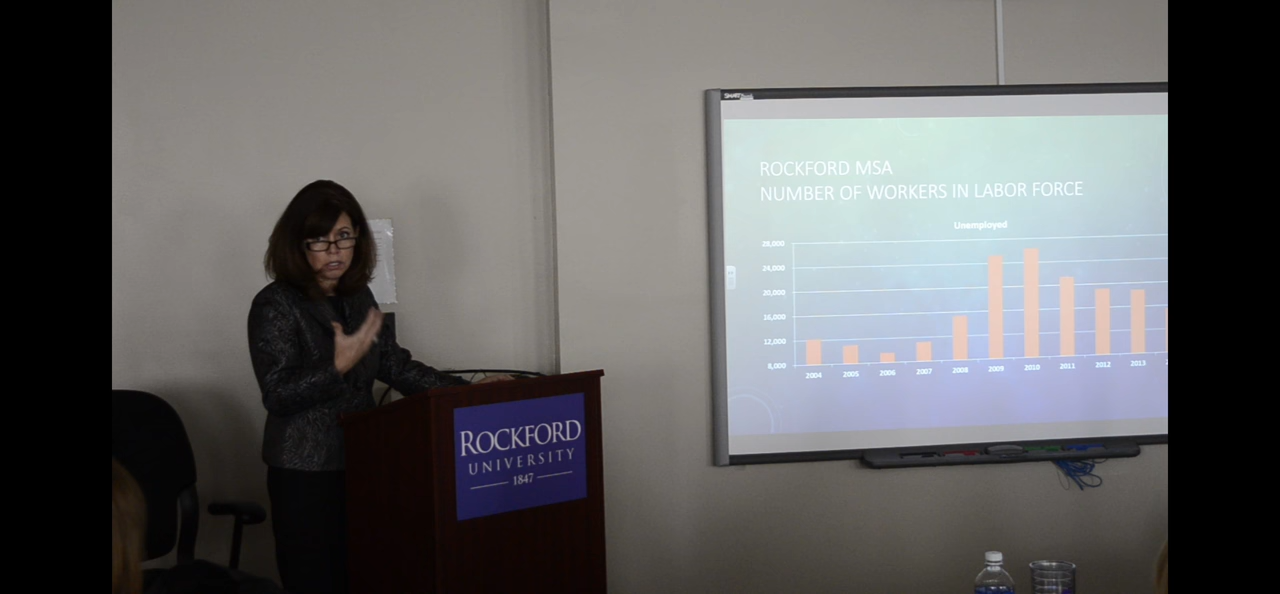 SMART
ROCKFORD MSA
NUMBER OF WORKERS IN LABOR FORCE
Unemployed
28,000
24,000
20,000
16,000
12,000
8,000
2004 2005 2006 2007 2008 2009 2010 2011 2012 2013
ROCKFORD
UNIVERSITY
1847